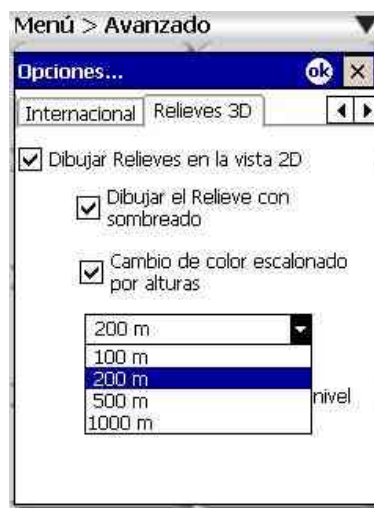 Menú > Avanzado
Opciones...
ok
Internacional
Relieves 3D
Dibujar Relieves en la vista 2D
Dibujar el Relieve con
sombreado
Cambio de color escalonado
por alturas
200 m
100 m
200 m
500 m
nivel
1000 m